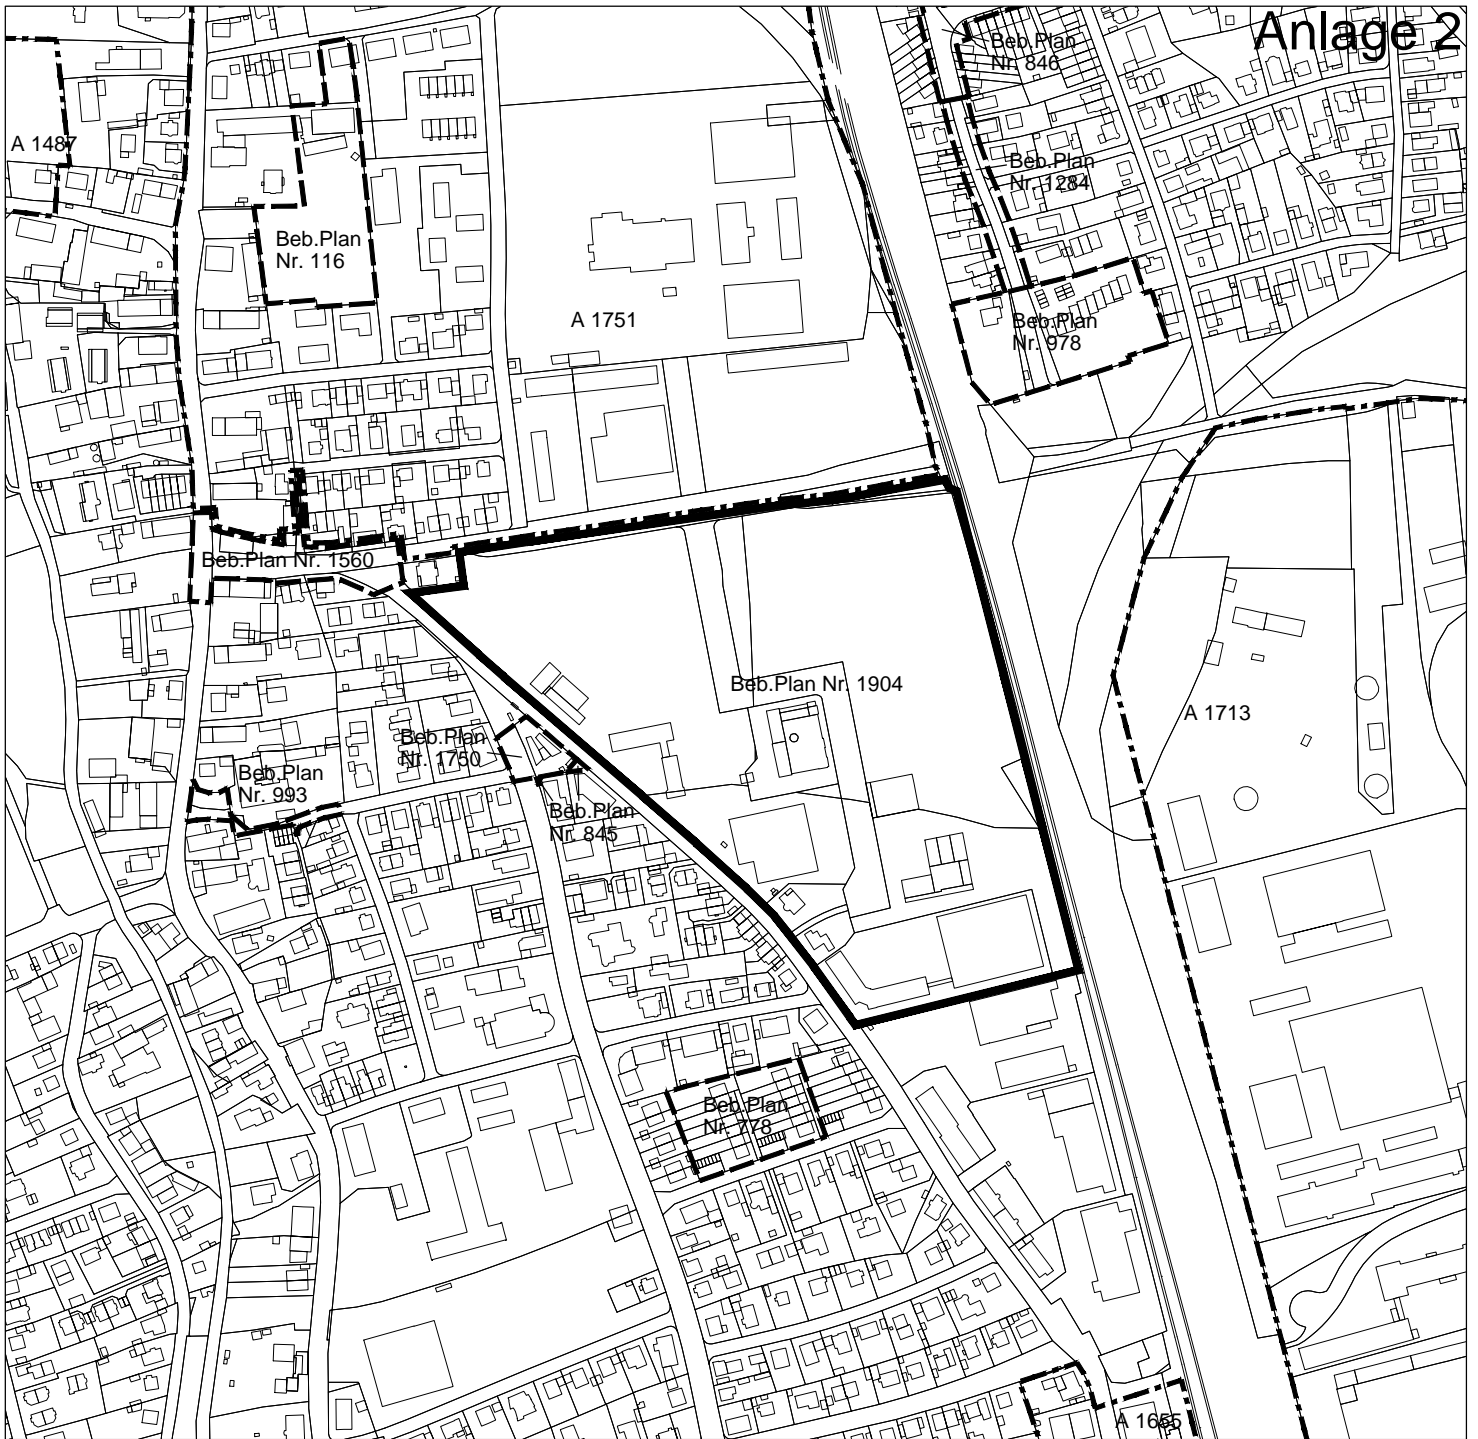 Anlage 2
Beb.Plan
Nr. 846
A 1487
Beb.Plan
Nr. 1284
Beb.Plan
Nr. 116
A 1751
Beb.Plan
Nr. 978
Beb.Plan Nr. 1560
Beb.Plan Nr. 1904
A 1713
Beb.Plan
Nr. 1750
Beb.Plan
Nr. 993
Beb.Plan
Nr. 845
Beb.Plan
Nr. 778
A 1655